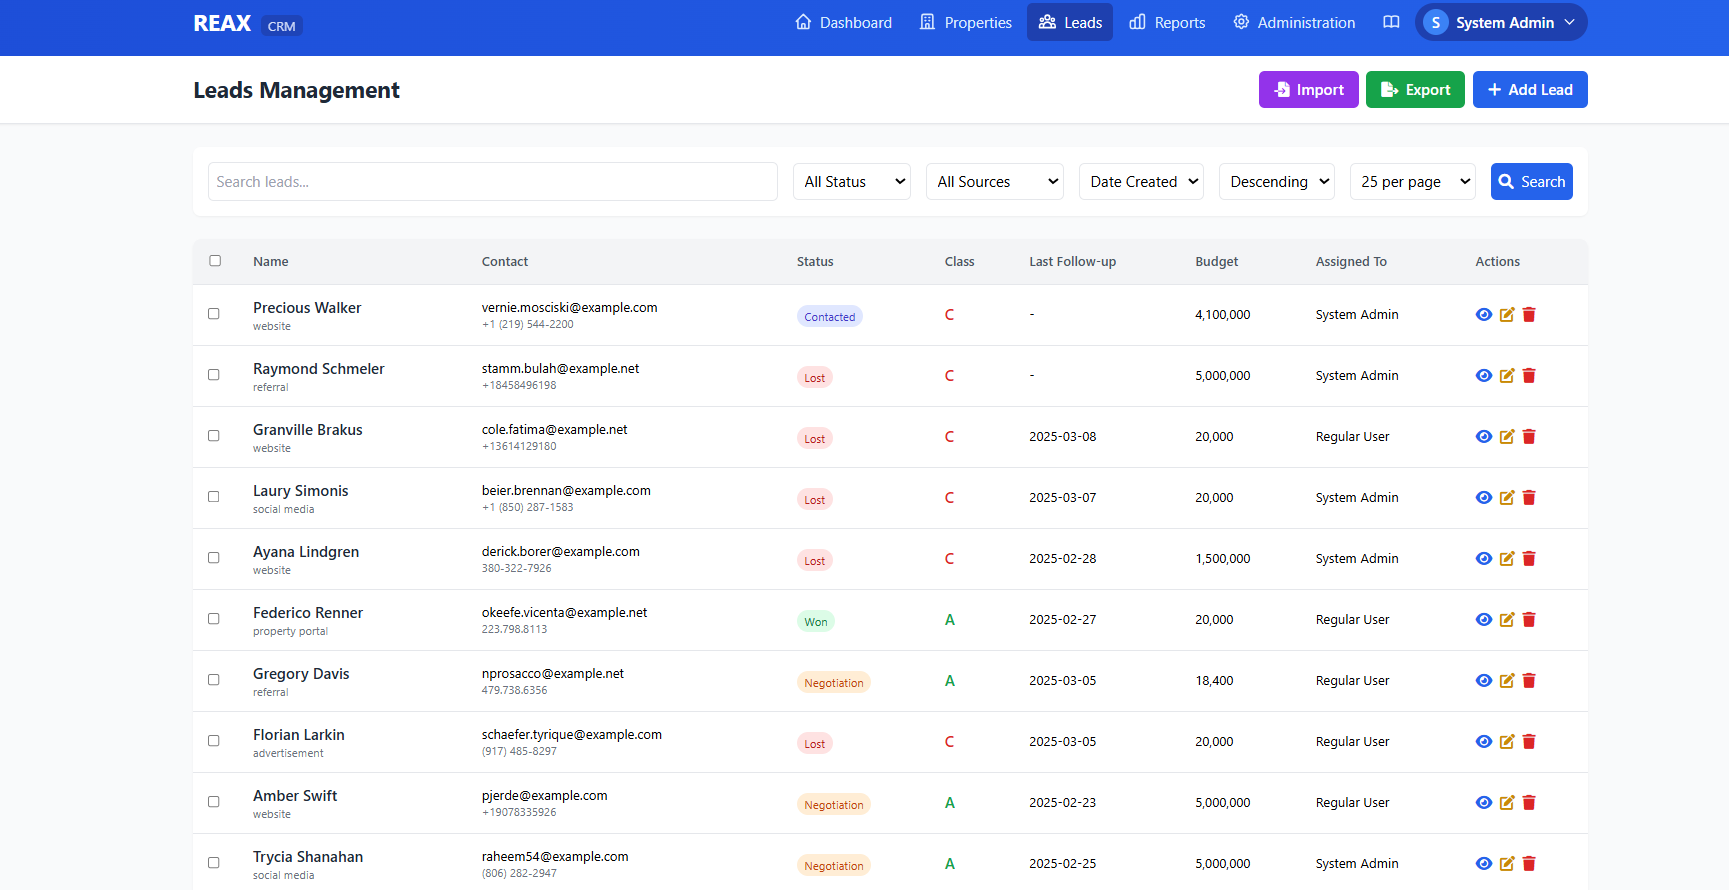 REAX CRM Dashboard Properties Leads Reports Administration S System Admin
Leads Management Import Export Add Lead
Search leads... All Status All Sources Date Created Descending 25 per page Search
Name Contact Status Class Last Follow-up Budget Assigned To Actions
Precious Walker vernie.mosciski@example.com Contacted C - 4,100,000 System Admin
website +1 (219) 544-2200
Raymond Schmeler stamm.bulah@example.net Lost C - 5,000,000 System Admin
referral +18458496198
Granville Brakus cole.fatima@example.net Lost C 2025-03-08 20,000 Regular User
website +13614129180
Laury Simonis beier.brennan@example.com Lost C 2025-03-07 20,000 System Admin
social media +1 (850) 287-1583
Ayana Lindgren derick.borer@example.com Lost C 2025-02-28 1,500,000 System Admin
website 380-322-7926
Federico Renner okeefe.vicenta@example.net Won A 2025-02-27 20,000 Regular User
property portal 223.798.8113
Gregory Davis nprosacco@example.net Negotiation A 2025-03-05 18,400 Regular User
referral 479.738.6356
Florian Larkin schaefer.tyrique@example.com Lost C 2025-03-05 20,000 Regular User
advertisement (917) 485-8297
Amber Swift pjerde@example.com Negotiation A 2025-02-23 5,000,000 Regular User
website +19078335926
Trycia Shanahan raheem54@example.com Negotiation A 2025-02-25 5,000,000 System Admin
social media (806) 282-2947